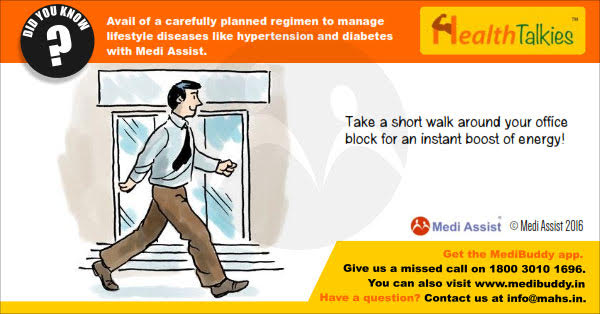 DID YOU KNOW
?
Avail of a carefully planned regimen to manage
lifestyle diseases like hypertension and diabetes
with Medi Assist.
HealthTalkies™
Take a short walk around your office
block for an instant boost of energy!
Medi Assist® © Medi Assist 2016
Get the MediBuddy app.
Give us a missed call on 1800 3010 1696.
You can also visit www.medibuddy.in
Have a question? Contact us at info@mahs.in.